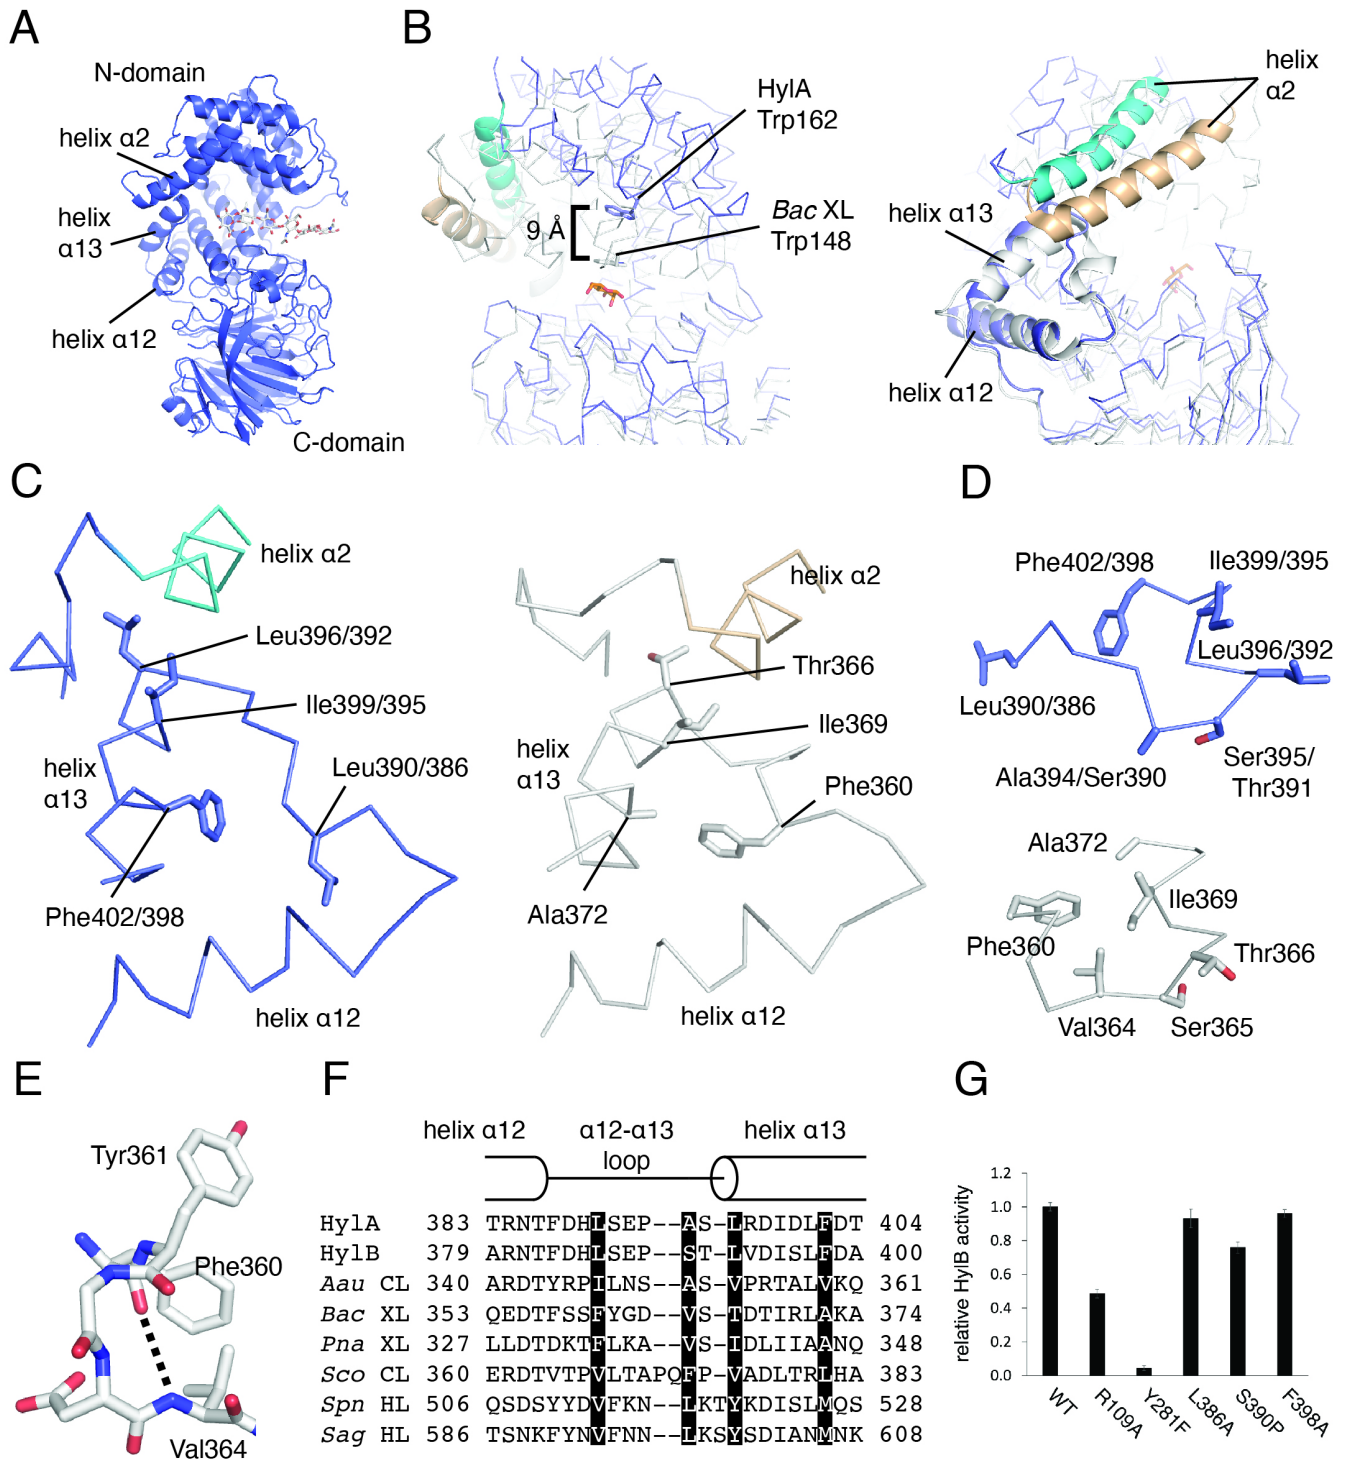 A
N-domain
helix α2
helix
α13
helix α12
C-domain
B
HylA
Trp162
9 Å
Bac XL
Trp148
helix
α2
helix α13
helix α12
C
helix α2
Leu396/392
Ile399/395
helix
α13
Leu390/386
Phe402/398
helix α12
helix α2
Thr366
Ile369
helix
α13
Phe360
Ala372
helix α12
D
Phe402/398
Ile399/395
Leu396/392
Leu390/386
Ala394/Ser390
Ser395/
Thr391
Ala372
Ile369
Phe360
Thr366
Val364
Ser365
E
Tyr361
Phe360
Val364
F
helix α12
α12-α13
loop
helix α13
HylA 383 TRNTFDHLSEP--AS-LRDIDLFDT 404
HylB 379 ARNTFDHLSEP--ST-LVDISLFDA 400
Aau CL 340 ARDTYRPILNS--AS-VPRTALVKQ 361
Bac XL 353 QEDTFSSFYGD--VS-TDTIRLAKA 374
Pna XL 327 LLDTDKTFLKA--VS-IDLIIAANQ 348
Sco CL 360 ERDTVTPVLTAPQFP-VADLTRLHA 383
Spn HL 506 QSDSYYDVFKN--LKTYKDISLMQS 528
Sag HL 586 TSNKFYNVFNN--LKSYSDIANMNK 608
G
relative HylB activity
1.2
1.0
0.8
0.6
0.4
0.2
0.0
WT
R109A
Y281F
L386A
S390P
F398A